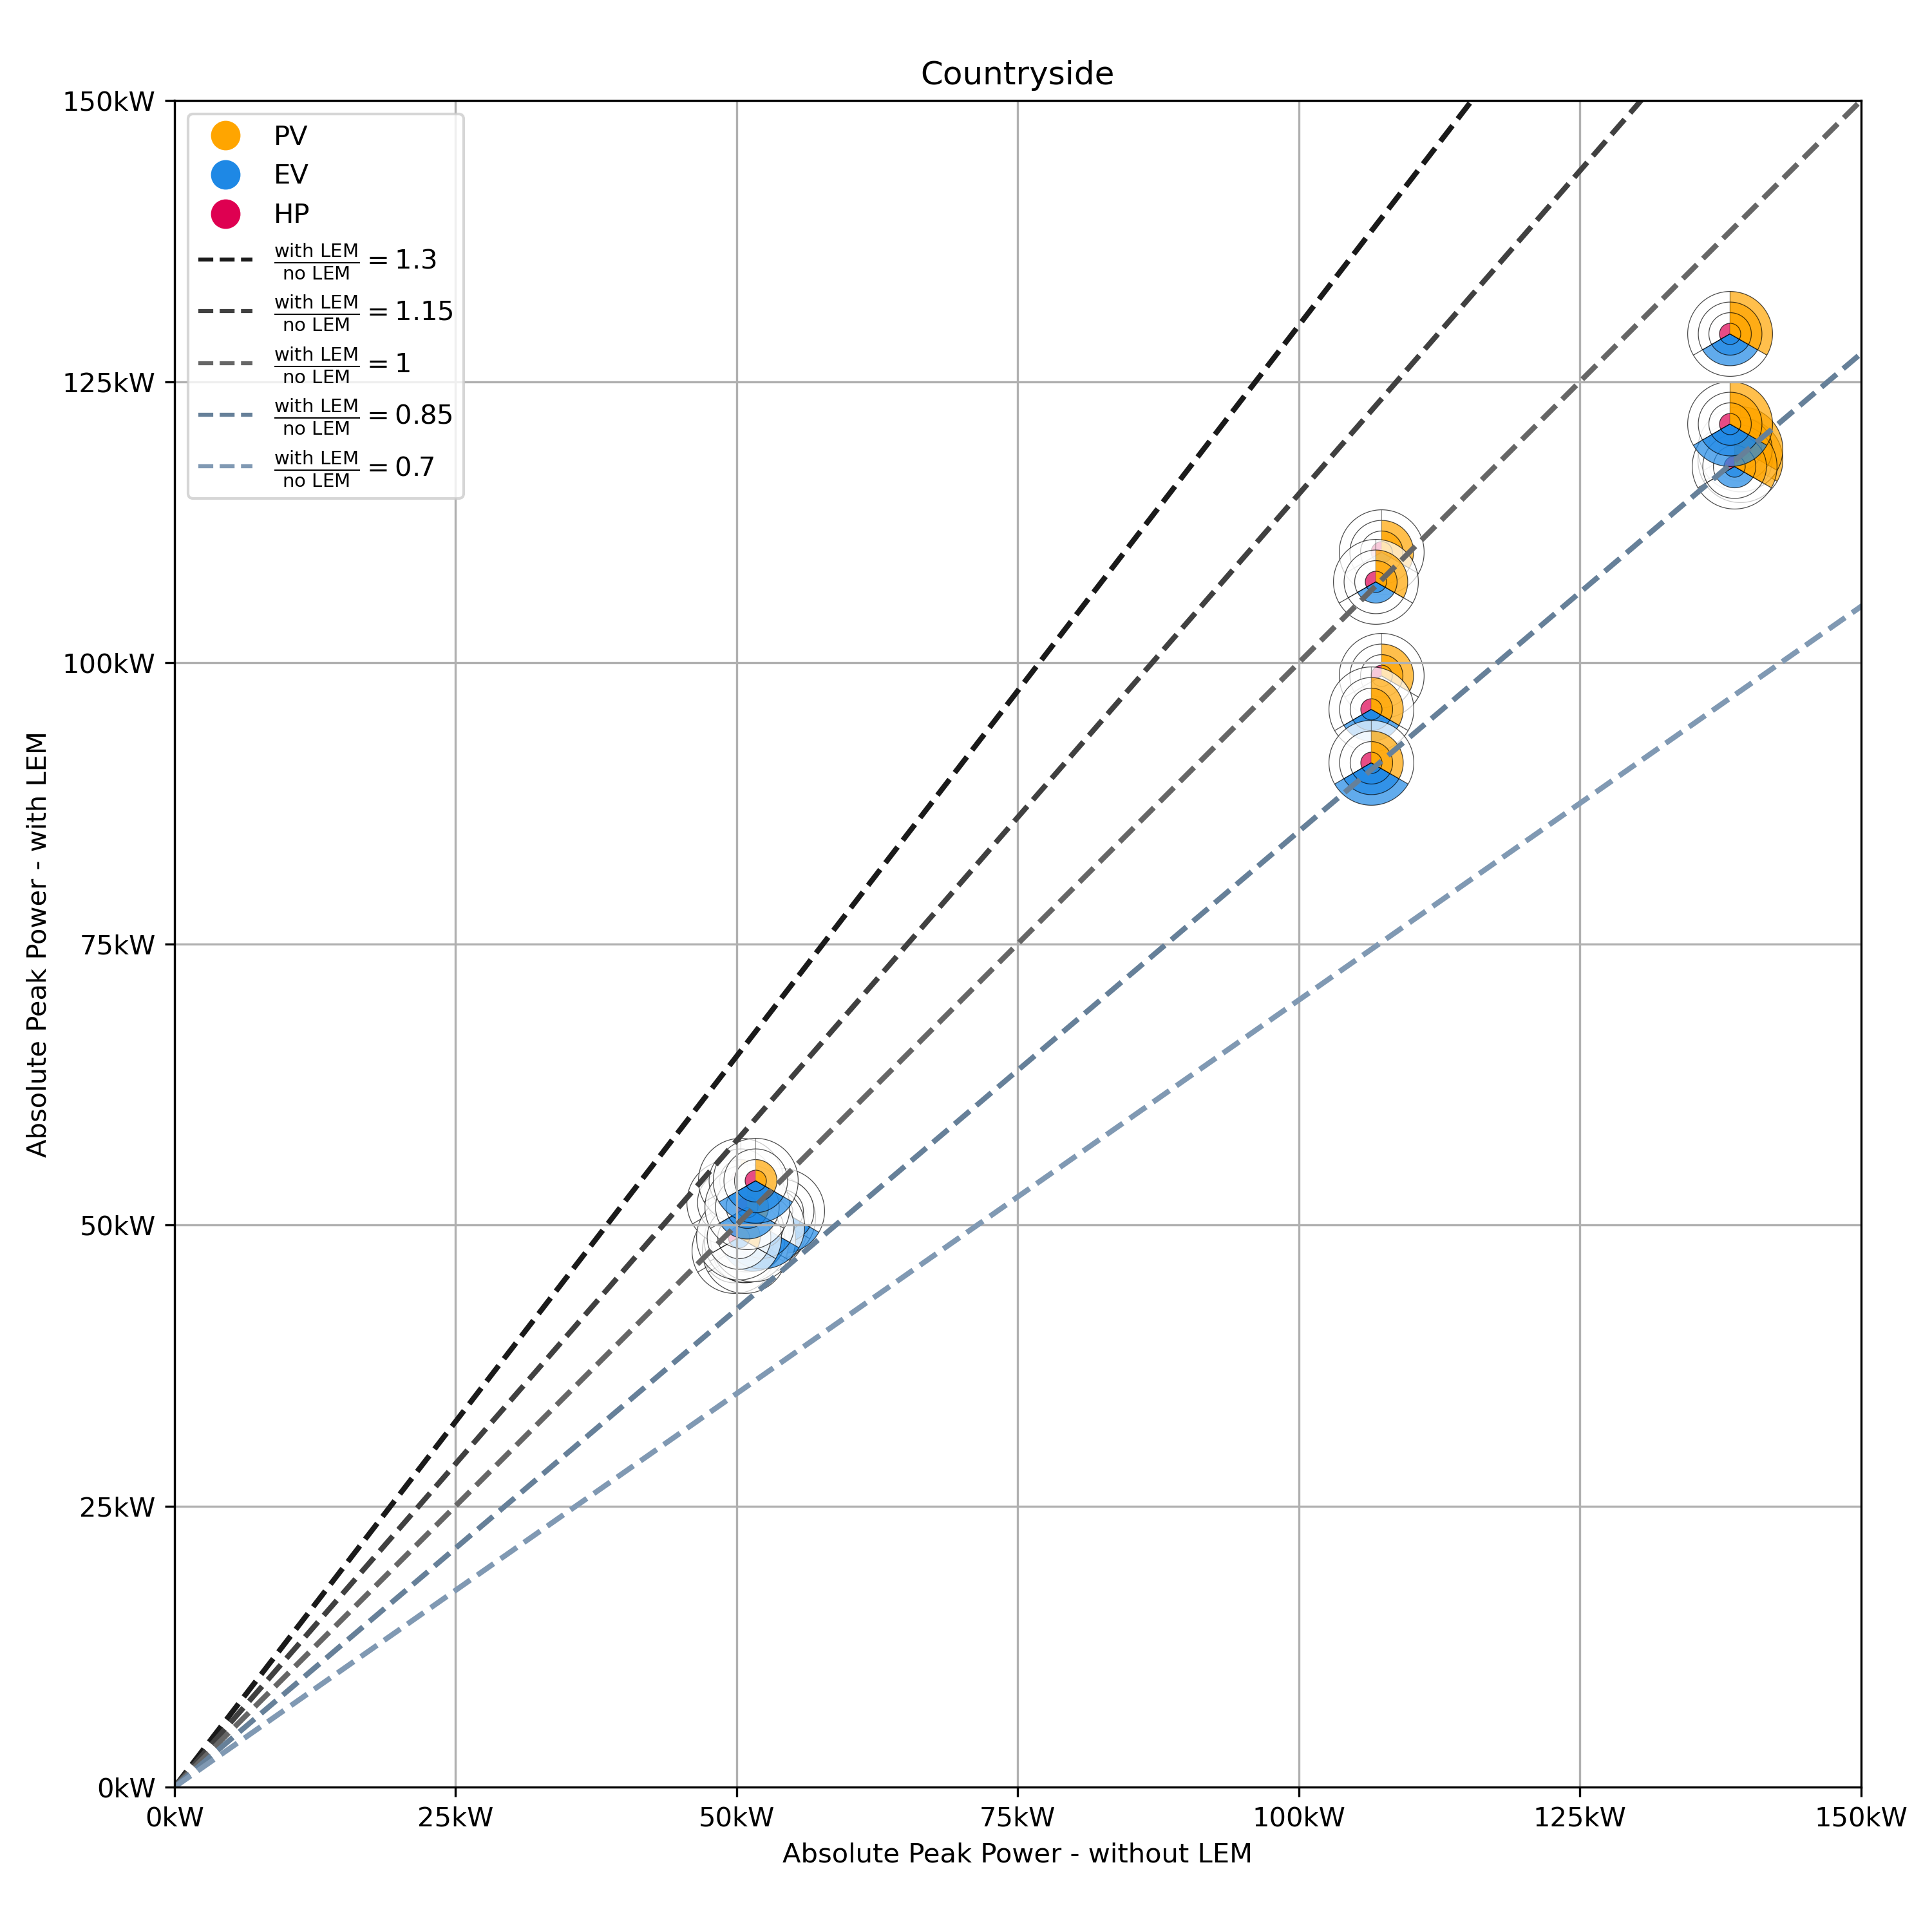 Countryside
150kW
125kW
100kW
75kW
50kW
25kW
0kW
Absolute Peak Power - with LEM
PV
EV
HP
with LEM / no LEM = 1.3
with LEM / no LEM = 1.15
with LEM / no LEM = 1
with LEM / no LEM = 0.85
with LEM / no LEM = 0.7
0kW 25kW 50kW 75kW 100kW 125kW 150kW
Absolute Peak Power - without LEM